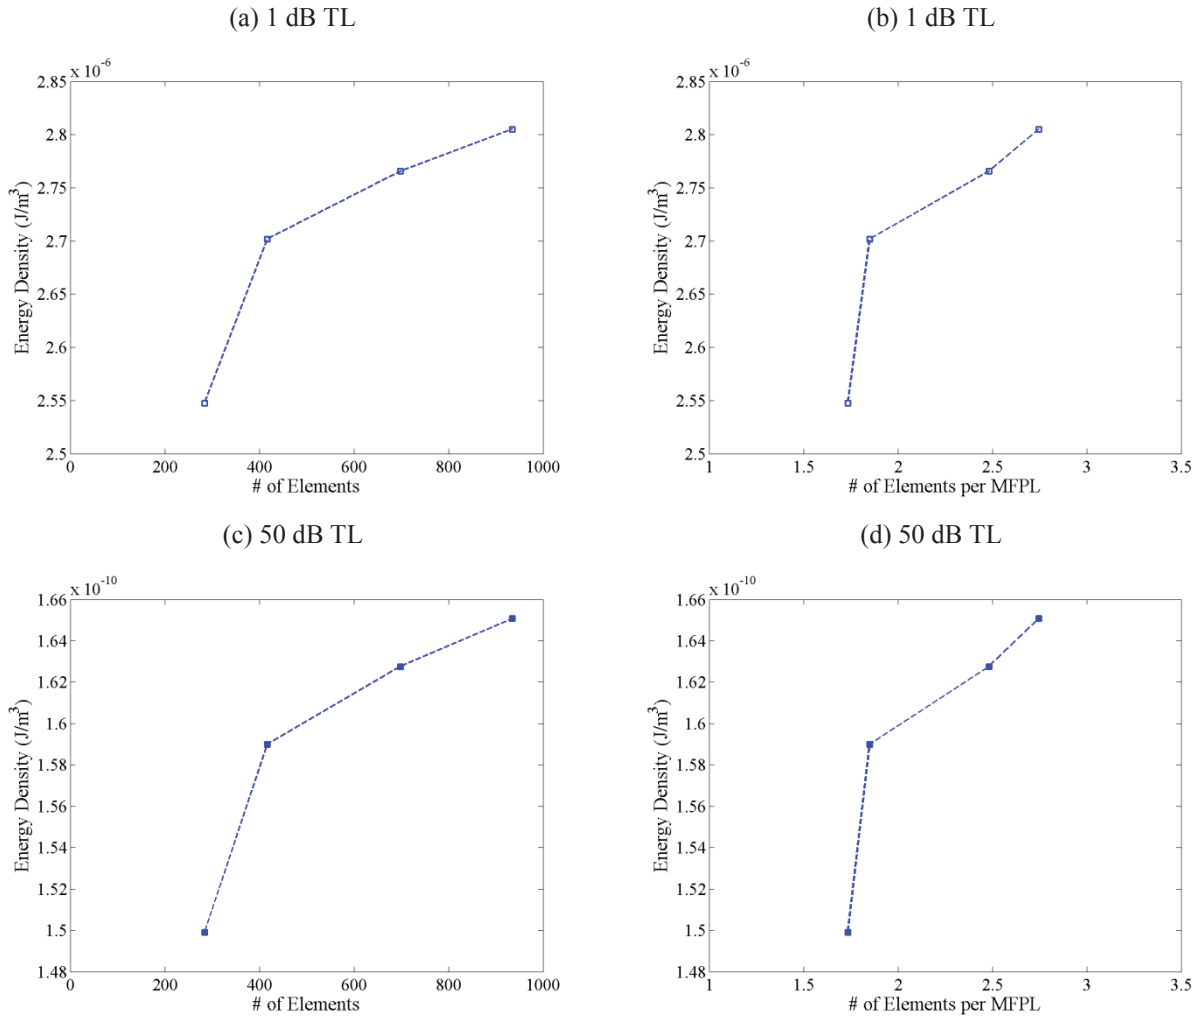 (a) 1 dB TL
x 10-6
2.85
2.8
2.75
2.7
2.65
2.6
2.55
2.5
Energy Density (J/m3)
0 200 400 600 800 1000
# of Elements
(b) 1 dB TL
x 10-6
2.85
2.8
2.75
2.7
2.65
2.6
2.55
2.5
Energy Density (J/m3)
1 1.5 2 2.5 3 3.5
# of Elements per MFPL
(c) 50 dB TL
x 10-10
1.66
1.64
1.62
1.6
1.58
1.56
1.54
1.52
1.5
1.48
Energy Density (J/m3)
0 200 400 600 800 1000
# of Elements
(d) 50 dB TL
x 10-10
1.66
1.64
1.62
1.6
1.58
1.56
1.54
1.52
1.5
1.48
Energy Density (J/m3)
1 1.5 2 2.5 3 3.5
# of Elements per MFPL